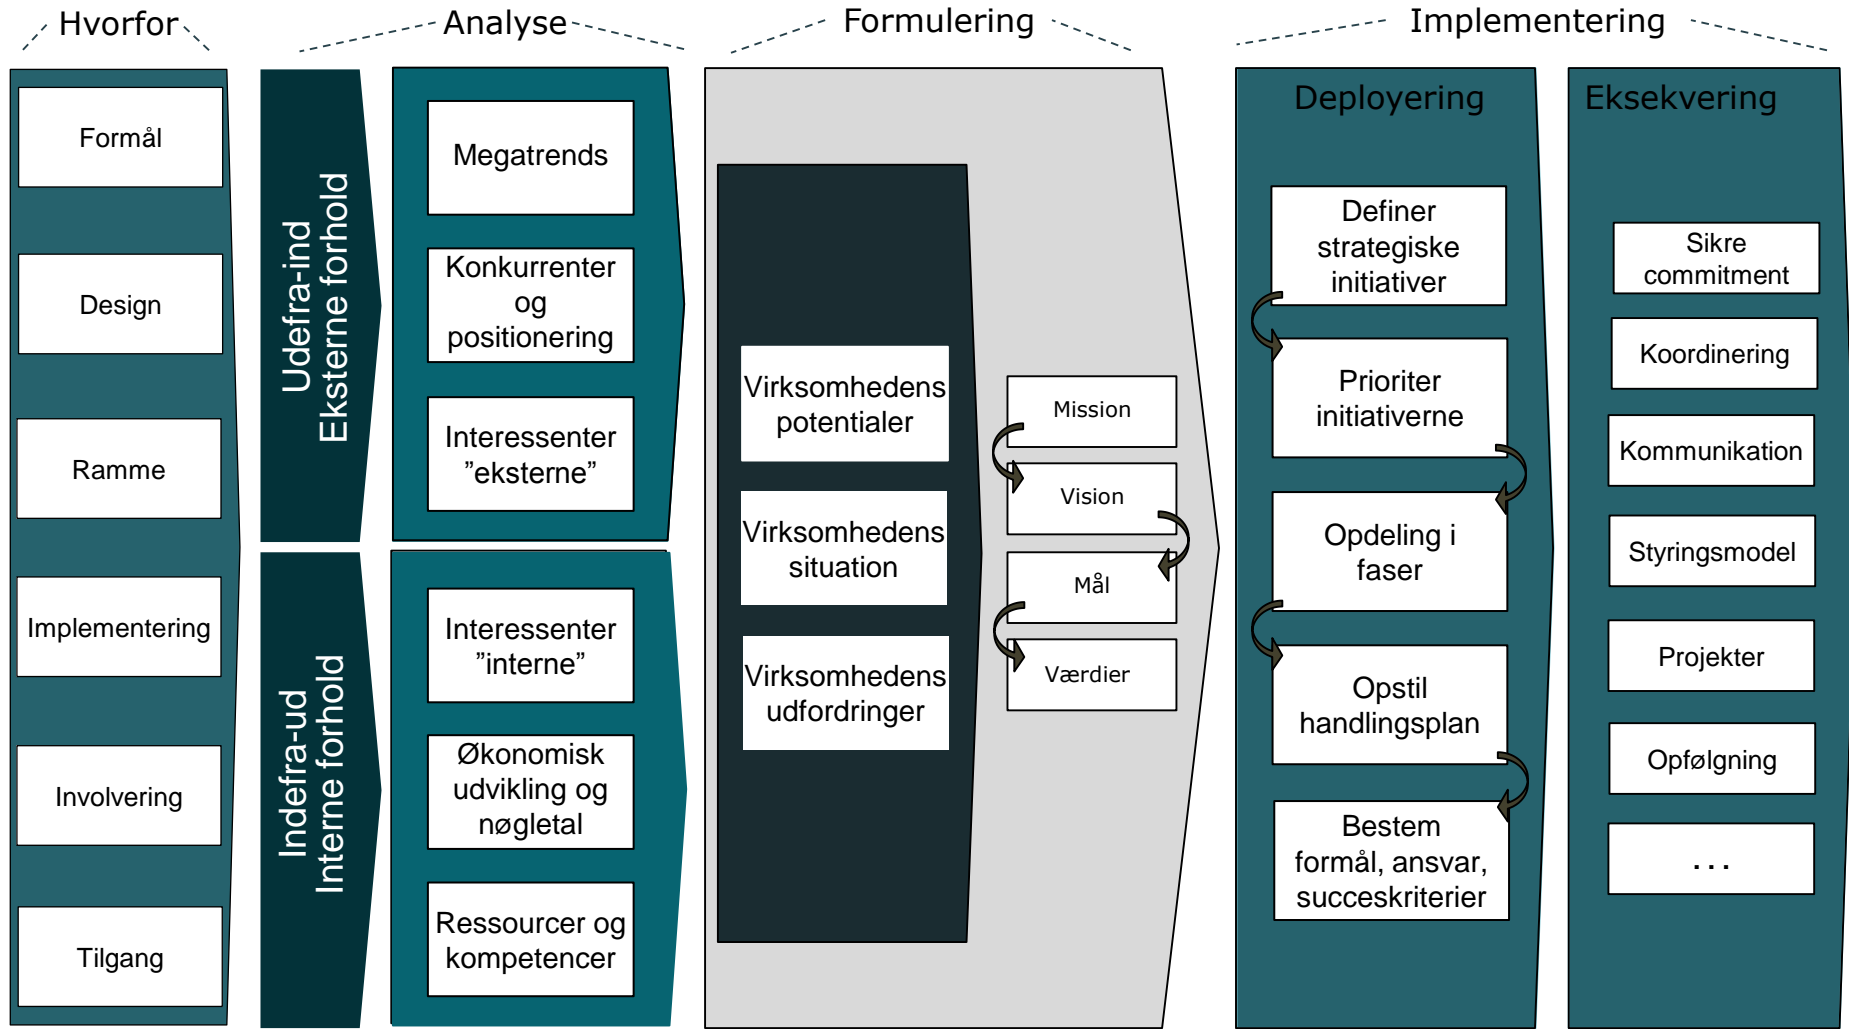 Hvorfor
Analyse
Formulering
Implementering
Formål
Design
Ramme
Implementering
Involvering
Tilgang
Udefra-ind
Eksterne forhold
Indefra-ud
Interne forhold
Megatrends
Konkurrenter
og
positionering
Interessenter
”eksterne”
Interessenter
”interne”
Økonomisk
udvikling og
nøgletal
Ressourcer og
kompetencer
Virksomhedens
potentialer
Virksomhedens
situation
Virksomhedens
udfordringer
Mission
Vision
Mål
Værdier
Deployering
Definer
strategiske
initiativer
Prioriter
initiativerne
Opdeling i
faser
Opstil
handlingsplan
Bestem
formål, ansvar,
succeskriterier
Eksekvering
Sikre
commitment
Koordinering
Kommunikation
Styringsmodel
Projekter
Opfølgning
...